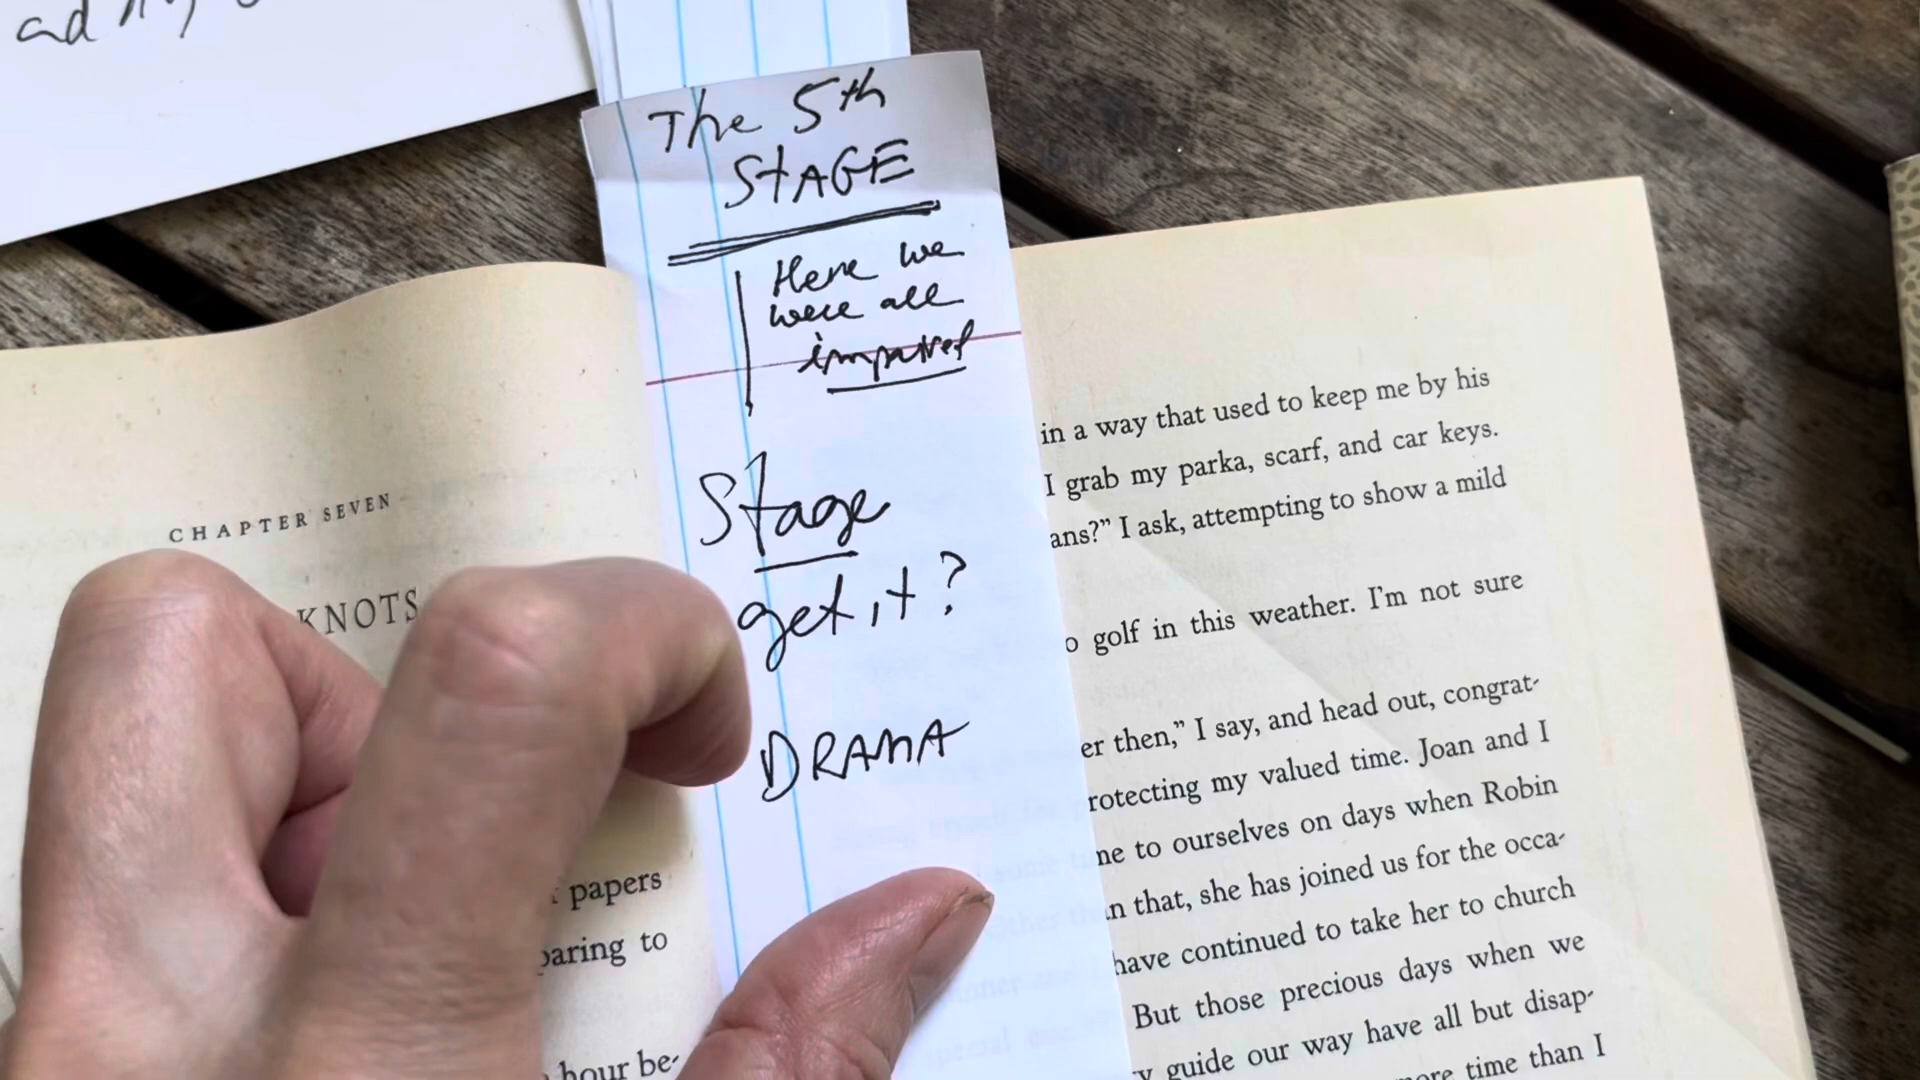 The 5th
STAGE
Here we
were all
Stage
get it?
DRAMA
CHAPTER SEVEN
KNOTS
papers
paring to
hour be-
in a way that used to keep me by his
I grab my parka, scarf, and car keys.
ans?” I ask, attempting to show a mild
o golf in this weather. I'm not sure
er then,” I say, and head out, congrat-
rotecting my valued time. Joan and I
ne to ourselves on days when Robin
n that, she has joined us for the occa-
have continued to take her to church
But those precious days when we
y guide our way have all but disap-
more time than I